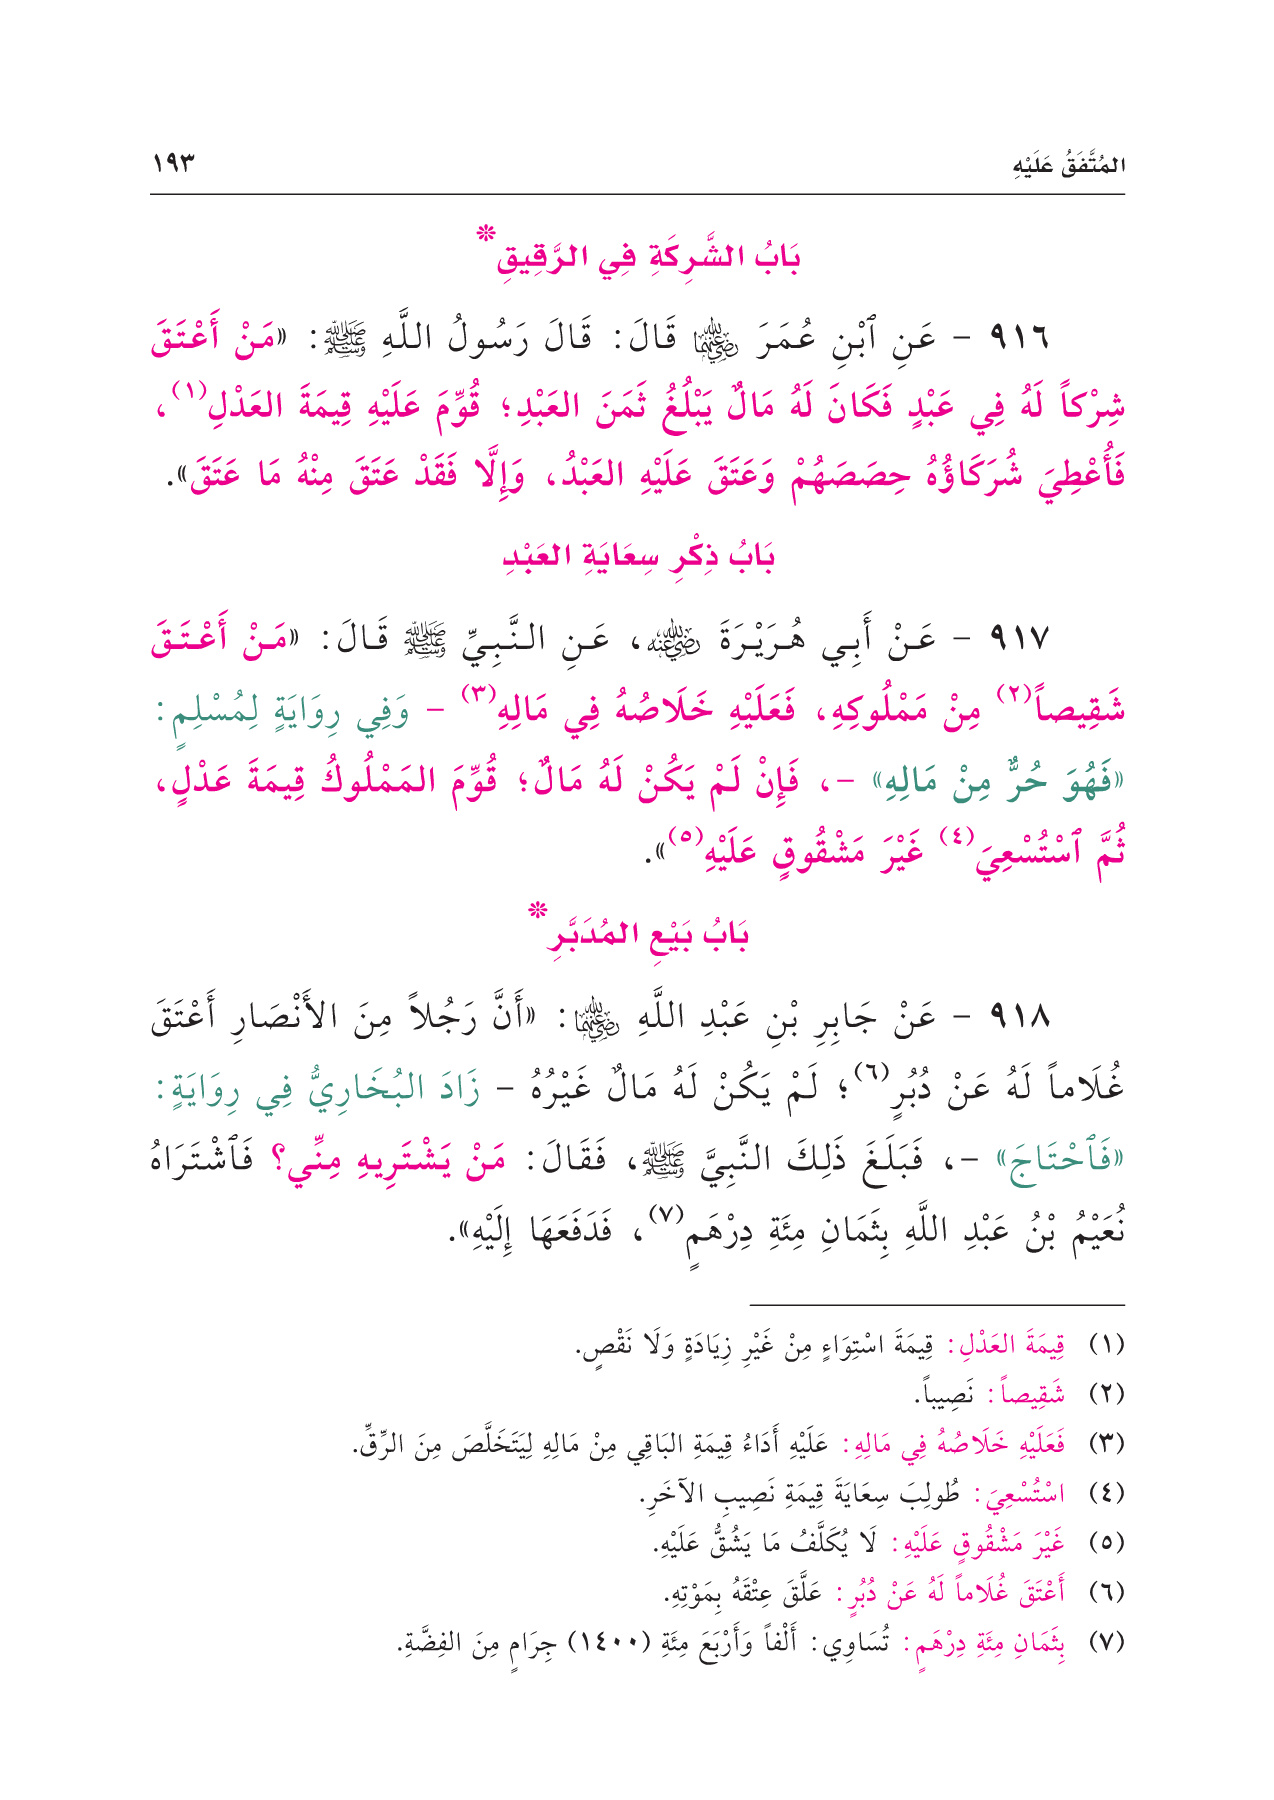 المُتَّفَقُ عَلَيْهِ
١٩٣
بَابُ الشَّرِكَةِ فِي الرَّقِيقِ*
٩١٦ - عَنِ ٱبْنِ عُمَرَ رضي الله عنهما قَالَ: قَالَ رَسُولُ اللَّهِ ﷺ: «مَنْ أَعْتَقَ
شِرْكاً لَهُ فِي عَبْدٍ فَكَانَ لَهُ مَالٌ يَبْلُغُ ثَمَنَ العَبْدِ؛ قُوِّمَ عَلَيْهِ قِيمَةَ العَدْلِ(١)،
فَأُعْطِيَ شُرَكَاؤُهُ حِصَصَهُمْ وَعَتَقَ عَلَيْهِ العَبْدُ، وَإِلَّا فَقَدْ عَتَقَ مِنْهُ مَا عَتَقَ».
بَابُ ذِكْرِ سِعَايَةِ العَبْدِ
٩١٧ - عَنْ أَبِي هُرَيْرَةَ رضي الله عنه، عَنِ النَّبِيِّ ﷺ قَالَ: «مَنْ أَعْتَقَ
شَقِيصاً(٢) مِنْ مَمْلُوكِهِ، فَعَلَيْهِ خَلَاصُهُ فِي مَالِهِ(٣) - وَفِي رِوَايَةٍ لِمُسْلِمٍ:
«فَهُوَ حُرٌّ مِنْ مَالِهِ» -، فَإِنْ لَمْ يَكُنْ لَهُ مَالٌ؛ قُوِّمَ المَمْلُوكُ قِيمَةَ عَدْلٍ،
ثُمَّ ٱسْتُسْعِيَ(٤) غَيْرَ مَشْقُوقٍ عَلَيْهِ(٥)».
بَابُ بَيْعِ المُدَبَّرِ*
٩١٨ - عَنْ جَابِرِ بْنِ عَبْدِ اللَّهِ رضي الله عنهما: «أَنَّ رَجُلاً مِنَ الأَنْصَارِ أَعْتَقَ
غُلَاماً لَهُ عَنْ دُبُرٍ(٦)؛ لَمْ يَكُنْ لَهُ مَالٌ غَيْرُهُ - زَادَ البُخَارِيُّ فِي رِوَايَةٍ:
«فَٱحْتَاجَ» -، فَبَلَغَ ذَلِكَ النَّبِيَّ ﷺ، فَقَالَ: مَنْ يَشْتَرِيهِ مِنِّي؟ فَٱشْتَرَاهُ
نُعَيْمُ بْنُ عَبْدِ اللَّهِ بِثَمَانِ مِئَةِ دِرْهَمٍ(٧)، فَدَفَعَهَا إِلَيْهِ».
(١) قِيمَةَ العَدْلِ: قِيمَةَ اسْتِوَاءٍ مِنْ غَيْرِ زِيَادَةٍ وَلَا نَقْصٍ.
(٢) شَقِيصاً: نَصِيباً.
(٣) فَعَلَيْهِ خَلَاصُهُ فِي مَالِهِ: عَلَيْهِ أَدَاءُ قِيمَةِ البَاقِي مِنْ مَالِهِ لِيَتَخَلَّصَ مِنَ الرِّقِّ.
(٤) اسْتُسْعِيَ: طُولِبَ سِعَايَةَ قِيمَةِ نَصِيبِ الآخَرِ.
(٥) غَيْرَ مَشْقُوقٍ عَلَيْهِ: لَا يُكَلَّفُ مَا يَشُقُّ عَلَيْهِ.
(٦) أَعْتَقَ غُلَاماً لَهُ عَنْ دُبُرٍ: عَلَّقَ عِتْقَهُ بِمَوْتِهِ.
(٧) بِثَمَانِ مِئَةِ دِرْهَمٍ: تُسَاوِي: أَلْفاً وَأَرْبَعَ مِئَةِ (١٤٠٠) جِرَامٍ مِنَ الفِضَّةِ.